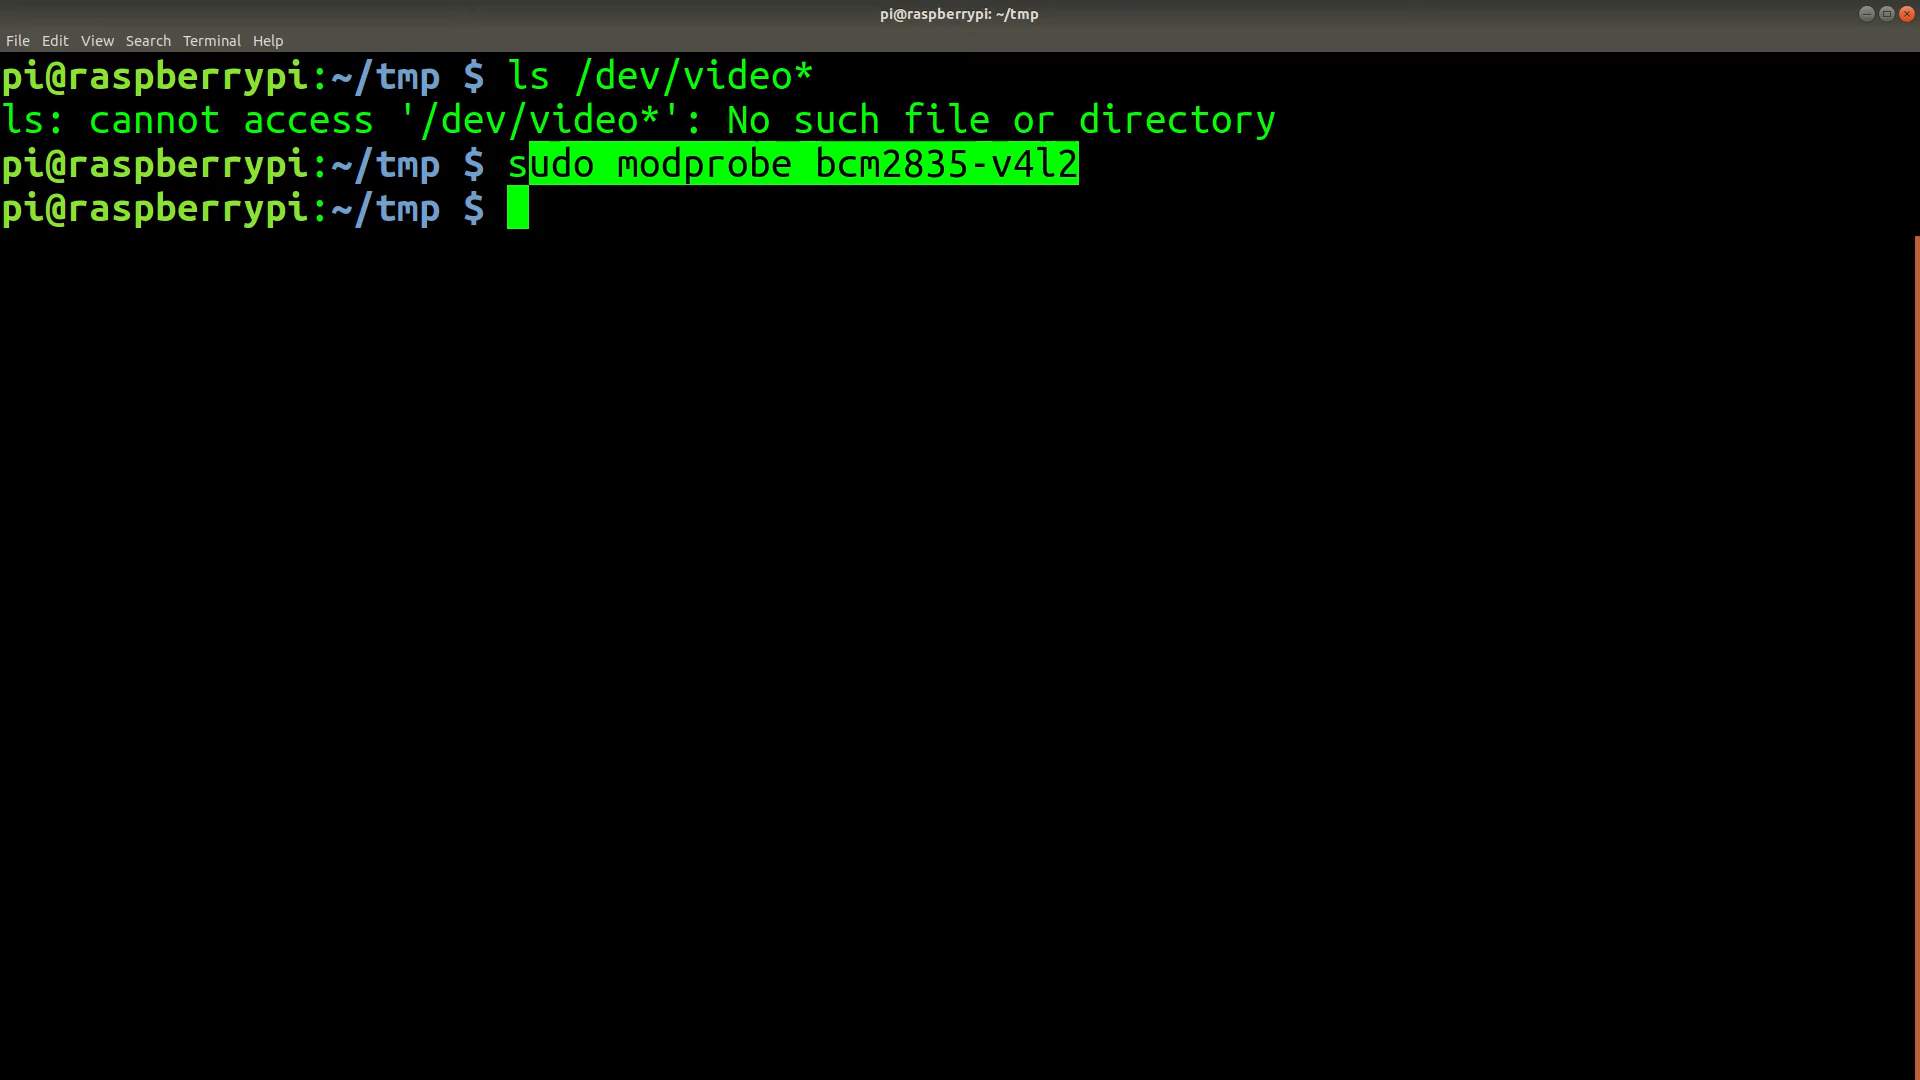 pi@raspberrypi: ~/tmp
File Edit View Search Terminal Help
pi@raspberrypi:~/tmp $ ls /dev/video*
ls: cannot access '/dev/video*': No such file or directory
pi@raspberrypi:~/tmp $ sudo modprobe bcm2835-v4l2
pi@raspberrypi:~/tmp $